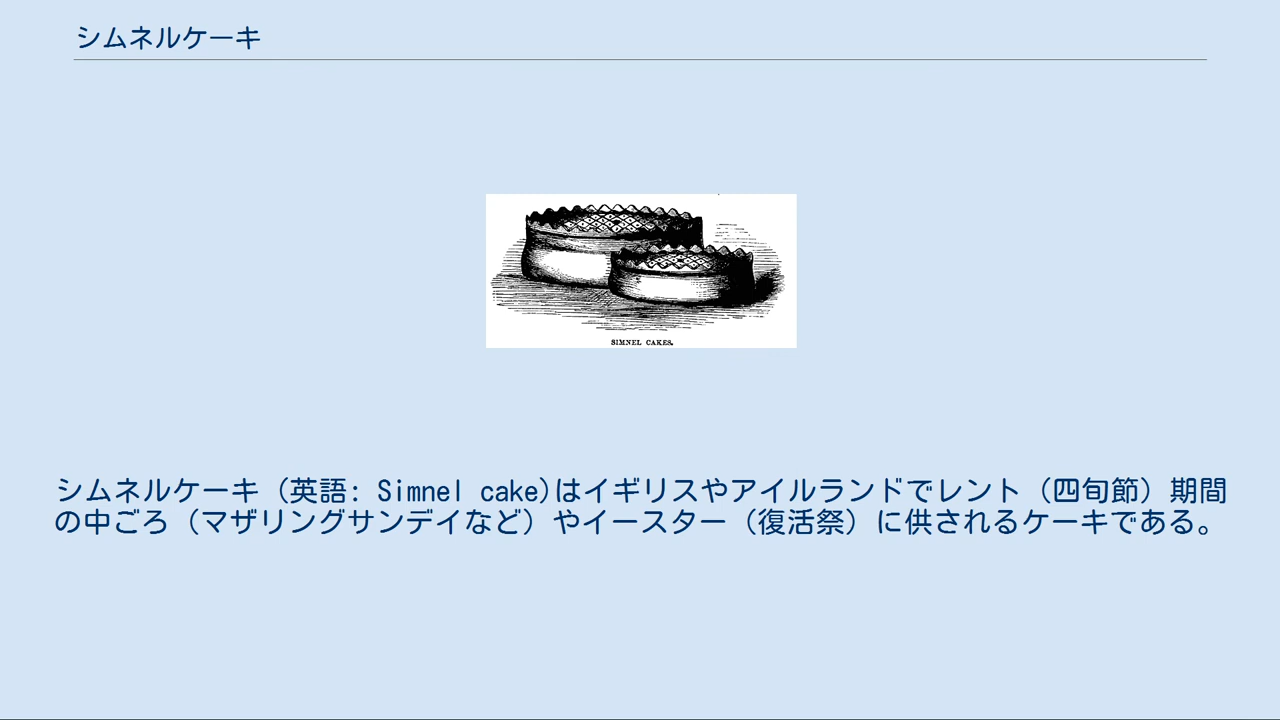 シムネルケーキ
SIMNEL CAKES.
シムネルケーキ（英語: Simnel cake)はイギリスやアイルランドでレント（四旬節）期間
の中ごろ（マザリングサンデイなど）やイースター（復活祭）に供されるケーキである。